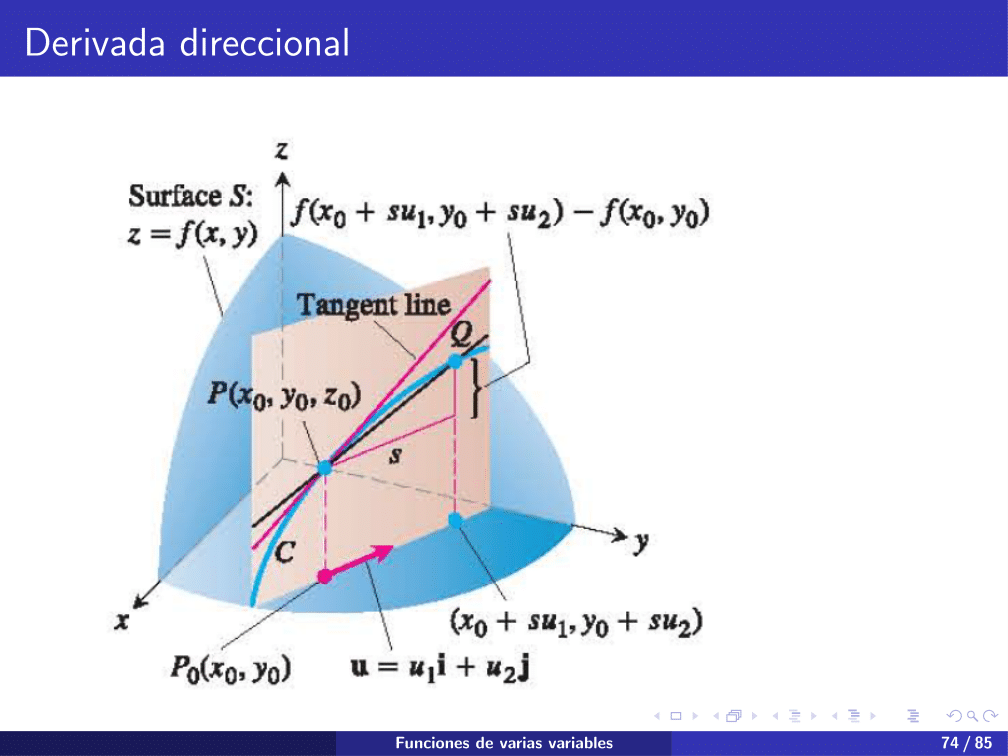 Derivada direccional
z
Surface S:
z = f(x, y)
f(x₀ + su₁, y₀ + su₂) − f(x₀, y₀)
Tangent line
Q
P(x₀, y₀, z₀)
s
C
y
x
(x₀ + su₁, y₀ + su₂)
P₀(x₀, y₀)
u = u₁i + u₂j
Funciones de varias variables
74 / 85